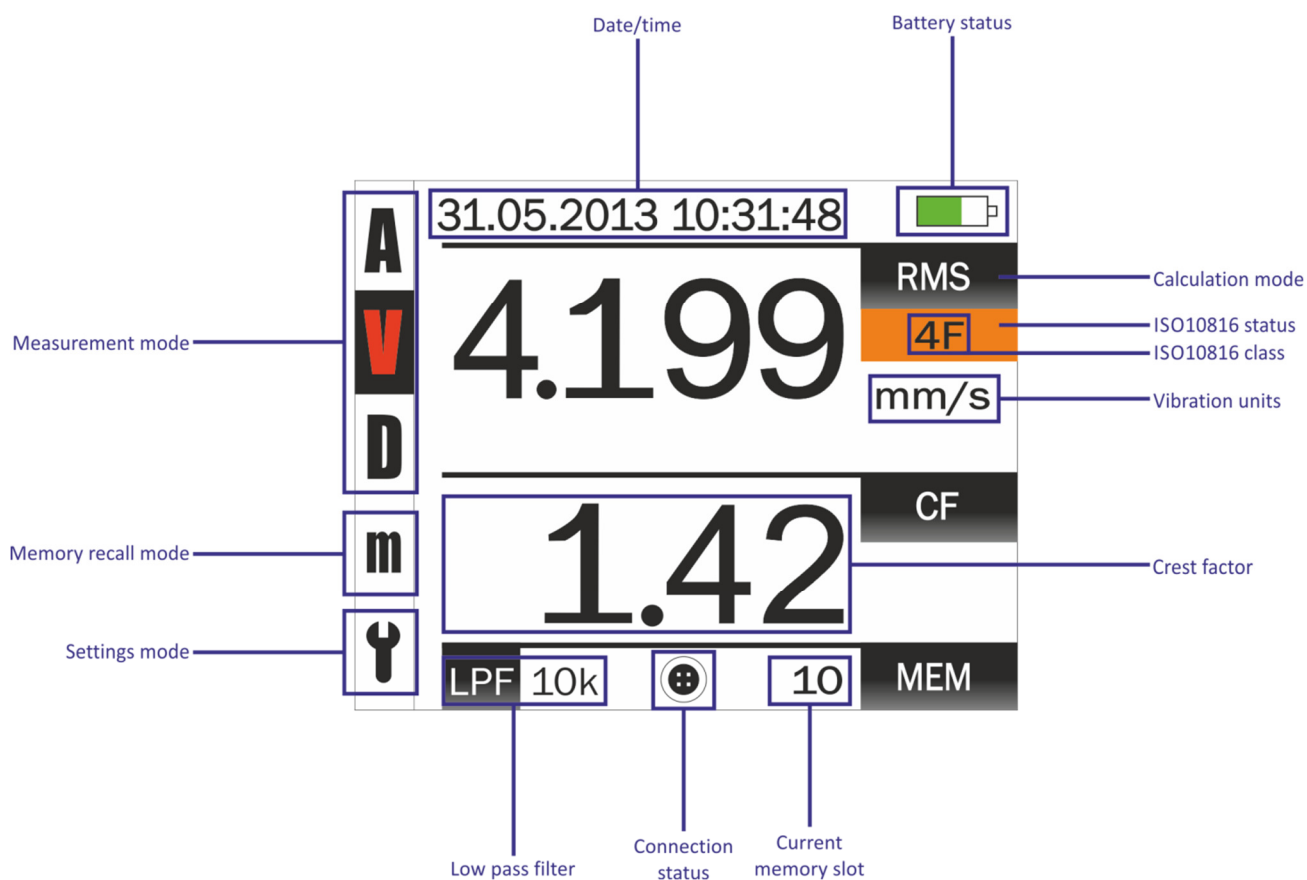 Date/time
Battery status
31.05.2013 10:31:48
A
V
D
m
Measurement mode
Memory recall mode
Settings mode
4.199
RMS
4F
mm/s
Calculation mode
ISO10816 status
ISO10816 class
Vibration units
1.42
CF
Crest factor
LPF 10k
10
MEM
Low pass filter
Connection
status
Current
memory slot